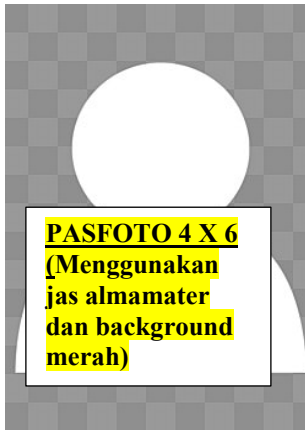 PASFOTO 4 X 6
(Menggunakan
jas almamater
dan background
merah)